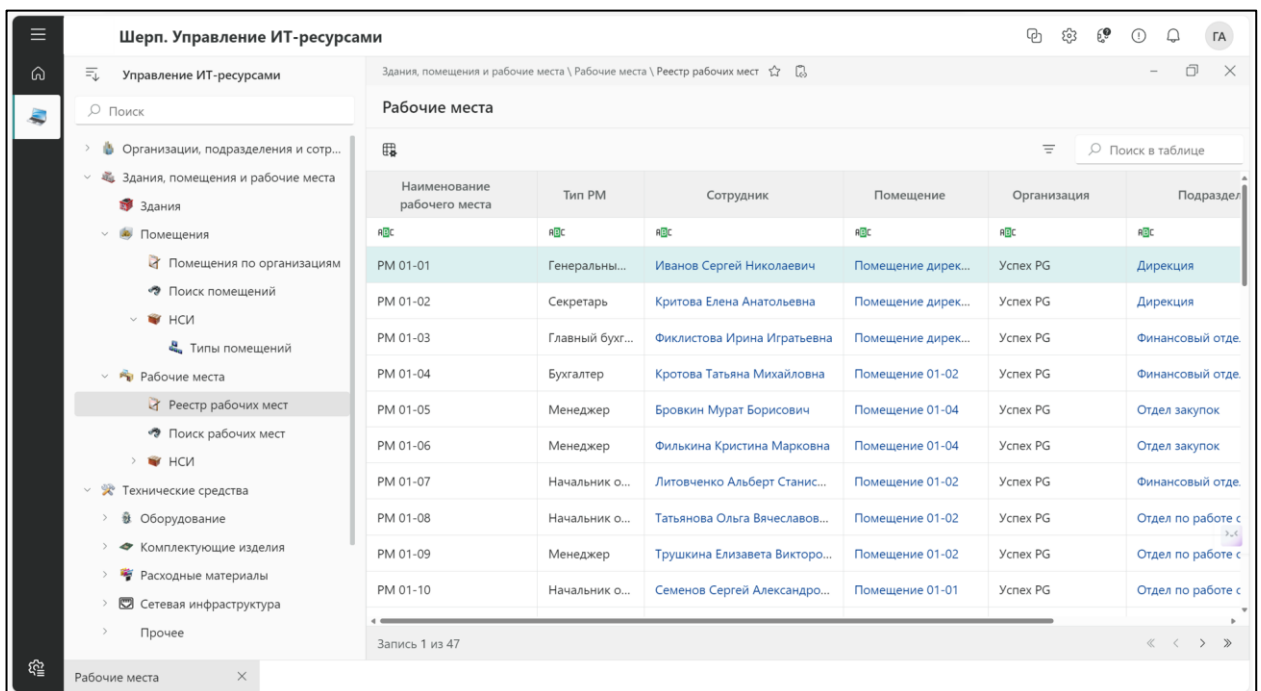 Шерп. Управление ИТ-ресурсами
ГА
Управление ИТ-ресурсами
Поиск
Организации, подразделения и сотр...
Здания, помещения и рабочие места
Здания
Помещения
Помещения по организациям
Поиск помещений
НСИ
Типы помещений
Рабочие места
Реестр рабочих мест
Поиск рабочих мест
НСИ
Технические средства
Оборудование
Комплектующие изделия
Расходные материалы
Сетевая инфраструктура
Прочее
Здания, помещения и рабочие места \ Рабочие места \ Реестр рабочих мест
Рабочие места
Поиск в таблице
Наименование рабочего места Тип РМ Сотрудник Помещение Организация Подраздел
ABC ABC ABC ABC ABC ABC
РМ 01-01 Генеральны... Иванов Сергей Николаевич Помещение дирек... Успех PG Дирекция
РМ 01-02 Секретарь Критова Елена Анатольевна Помещение дирек... Успех PG Дирекция
РМ 01-03 Главный бухг... Фиклистова Ирина Игратьевна Помещение дирек... Успех PG Финансовый отде.
РМ 01-04 Бухгалтер Кротова Татьяна Михайловна Помещение 01-02 Успех PG Финансовый отде.
РМ 01-05 Менеджер Бровкин Мурат Борисович Помещение 01-04 Успех PG Отдел закупок
РМ 01-06 Менеджер Филькина Кристина Марковна Помещение 01-04 Успех PG Отдел закупок
РМ 01-07 Начальник о... Литовченко Альберт Станис... Помещение 01-02 Успех PG Финансовый отде.
РМ 01-08 Начальник о... Татьянова Ольга Вячеславов... Помещение 01-02 Успех PG Отдел по работе с
РМ 01-09 Менеджер Трушкина Елизавета Викторо... Помещение 01-02 Успех PG Отдел по работе с
РМ 01-10 Начальник о... Семенов Сергей Александро... Помещение 01-01 Успех PG Отдел по работе с
Запись 1 из 47
Рабочие места